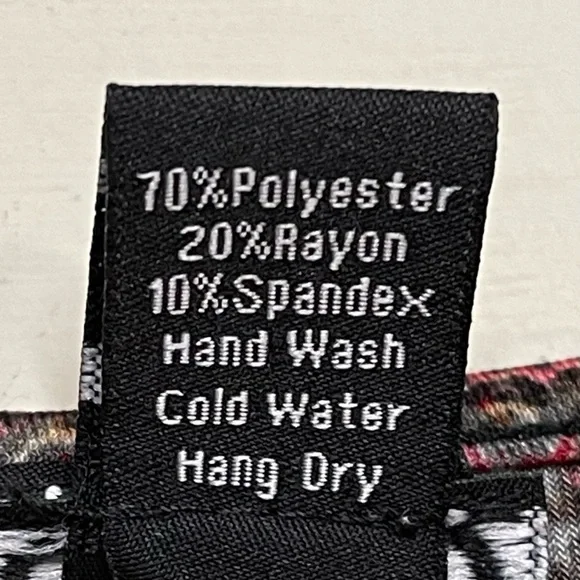 70%Polyester
20%Rayon
10%Spandex
Hand Wash
Cold Water
Hang Dry